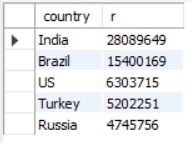 country r
India 28089649
Brazil 15400169
US 6303715
Turkey 5202251
Russia 4745756